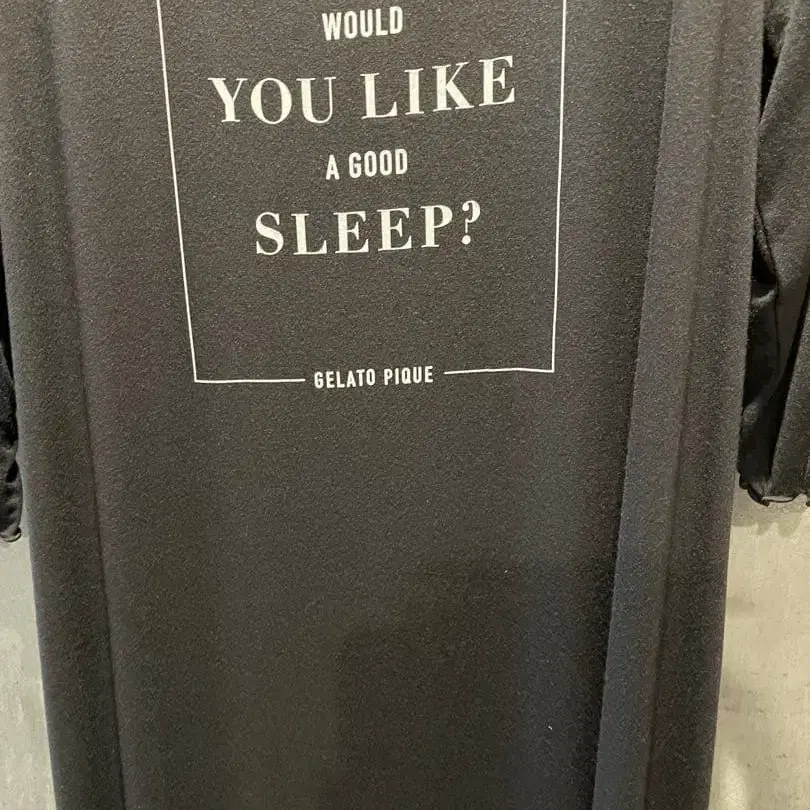 WOULD
YOU LIKE
A GOOD
SLEEP?
GELATO PIQUE